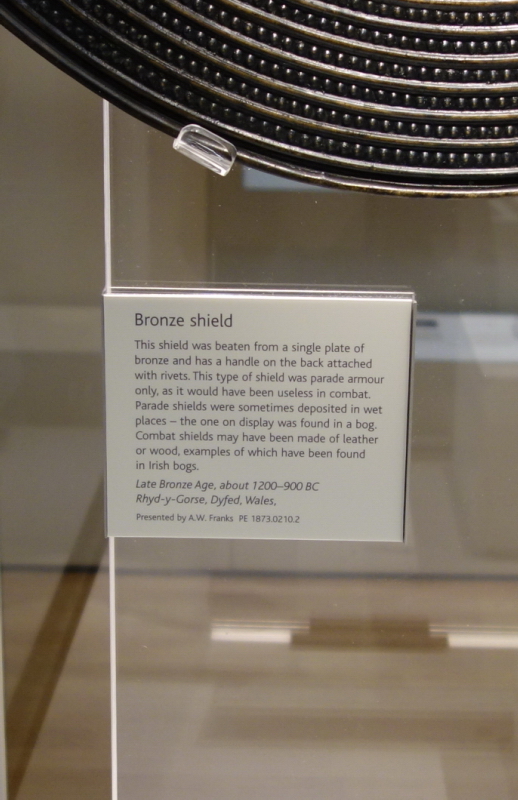 Bronze shield
This shield was beaten from a single plate of
bronze and has a handle on the back attached
with rivets. This type of shield was parade armour
only, as it would have been useless in combat.
Parade shields were sometimes deposited in wet
places – the one on display was found in a bog.
Combat shields may have been made of leather
or wood, examples of which have been found
in Irish bogs.
Late Bronze Age, about 1200–900 BC
Rhyd-y-Gorse, Dyfed, Wales,
Presented by A.W. Franks PE 1873.0210.2